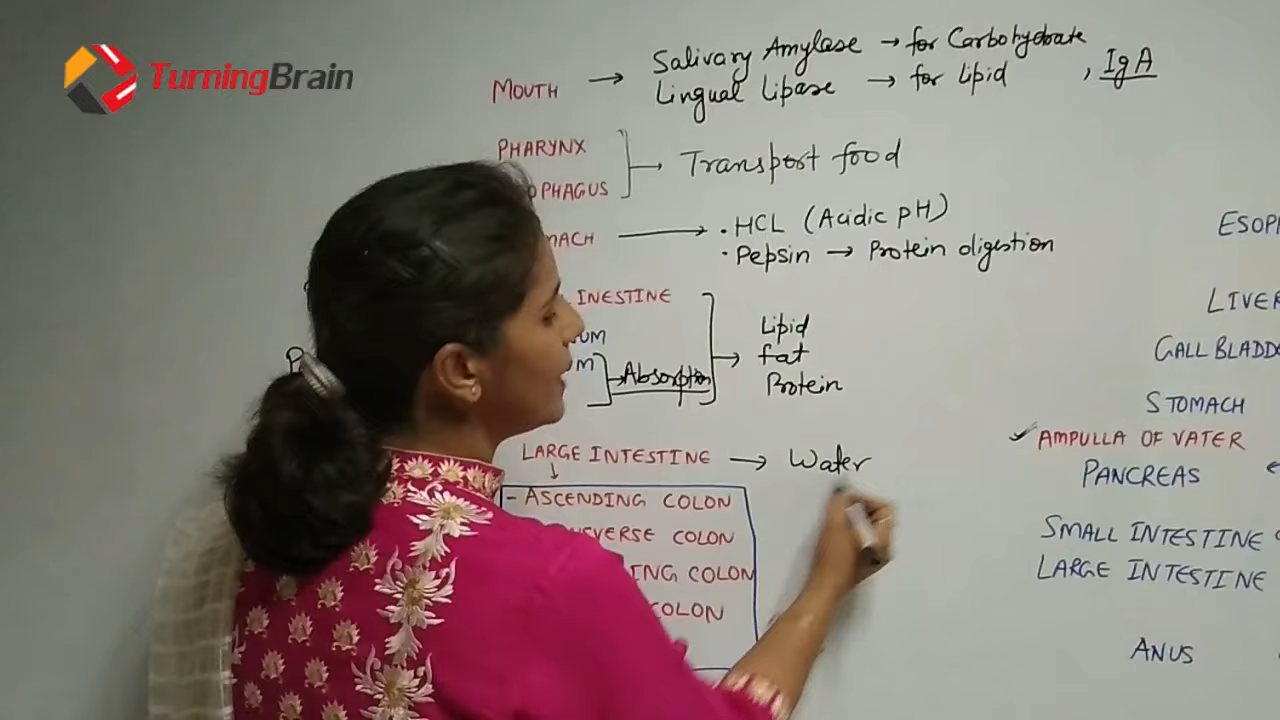 TurningBrain
MOUTH → Salivary Amylase → for Carbohydrate
Lingual Lipase → for Lipid , IgA
PHARYNX
OPHAGUS → Transport food
MACH → • HCL (Acidic pH)
• Pepsin → Protein digestion
INESTINE
UM
M → Absorption → Lipid
fat
Protein
P
LARGE INTESTINE → Water
- ASCENDING COLON
NSVERSE COLON
ING COLON
COLON
ESOPH
LIVER
GALL BLADD
STOMACH
✓ AMPULLA OF VATER
PANCREAS
SMALL INTESTINE
LARGE INTESTINE
ANUS